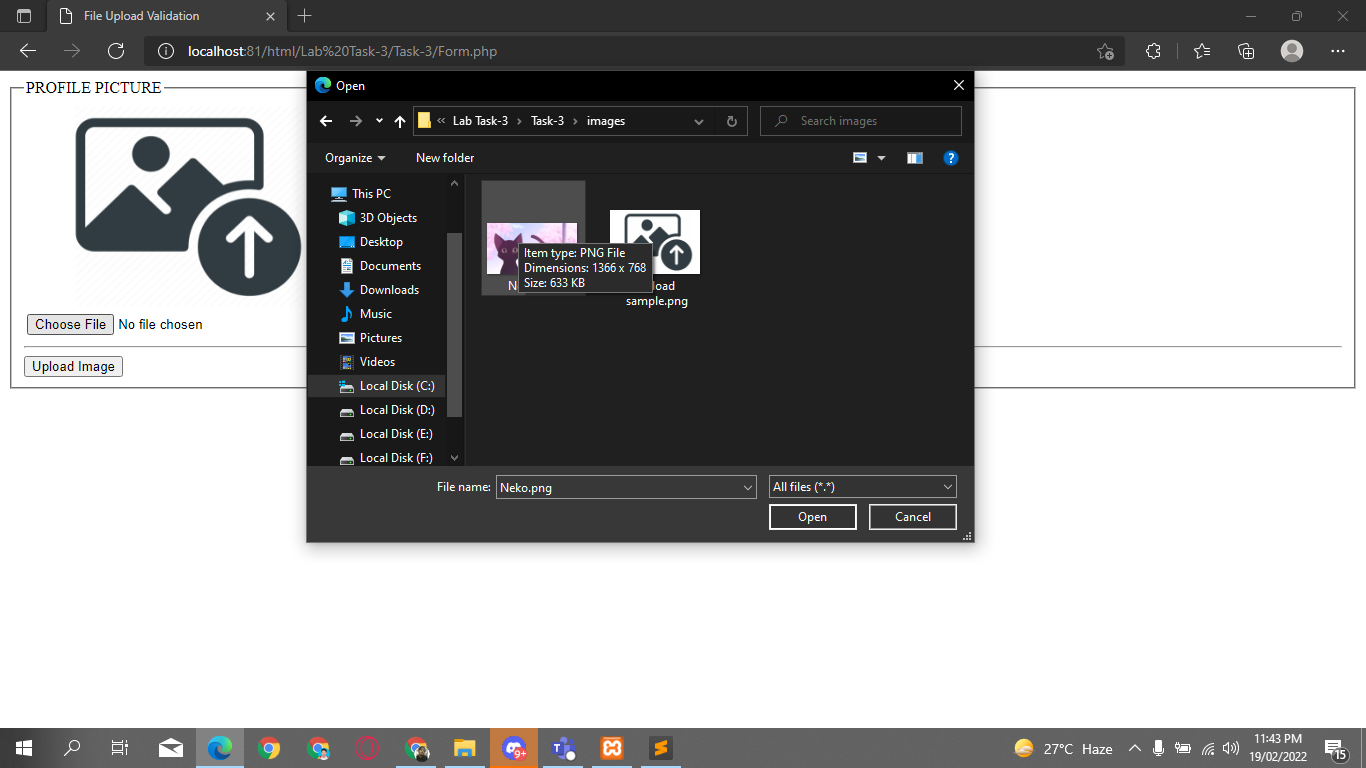 File Upload Validation
localhost:81/html/Lab%20Task-3/Task-3/Form.php
PROFILE PICTURE
Choose File No file chosen
Upload Image
Open
Lab Task-3 Task-3 images
Search images
Organize New folder
This PC
3D Objects
Desktop
Documents
Downloads
Music
Pictures
Videos
Local Disk (C:)
Local Disk (D:)
Local Disk (E:)
Local Disk (F:)
Item type: PNG File
Dimensions: 1366 x 768
Size: 633 KB
N
oad
sample.png
File name: Neko.png All files (*.*)
Open Cancel
9+
27°C Haze
11:43 PM
19/02/2022
15